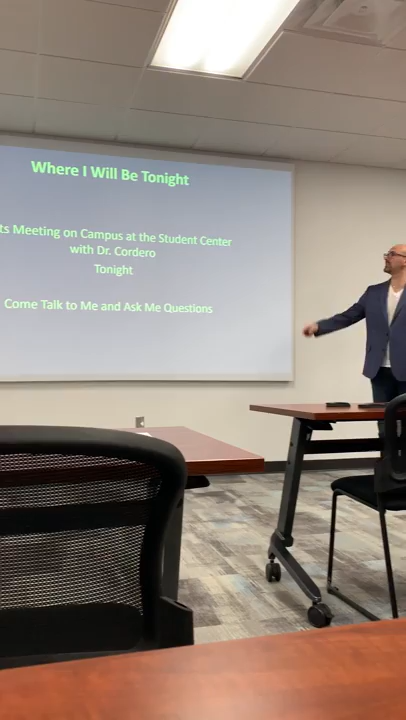 Where I Will Be Tonight
Meeting on Campus at the Student Center
with Dr. Cordero
Tonight
Come Talk to Me and Ask Me Questions